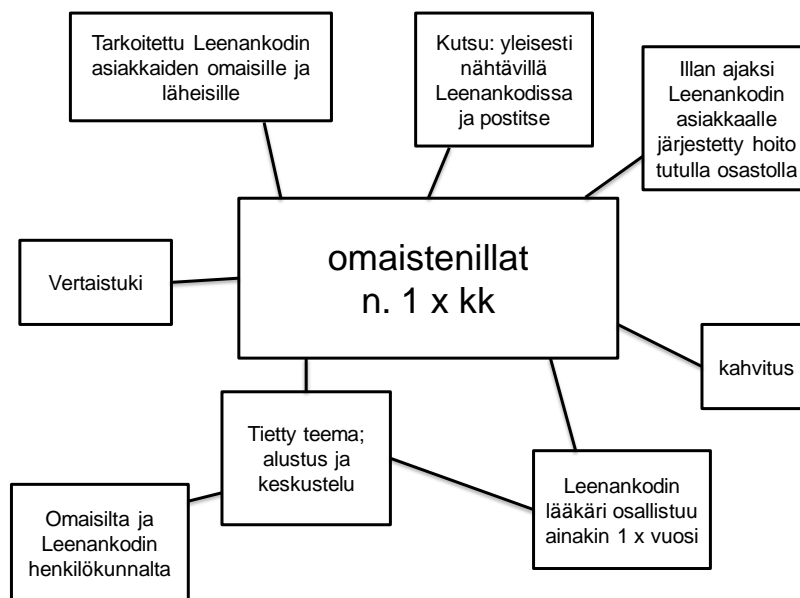 Tarkoitettu Leenankodin
asiakkaiden omaisille ja
läheisille
Kutsu: yleisesti
nähtävillä
Leenankodissa
ja postitse
Illan ajaksi
Leenankodin
asiakkaalle
järjestetty hoito
tutulla osastolla
omaistenillat
n. 1 x kk
Vertaistuki
kahvitus
Tietty teema;
alustus ja
keskustelu
Leenankodin
lääkäri osallistuu
ainakin 1 x vuosi
Omaisilta ja
Leenankodin
henkilökunnalta